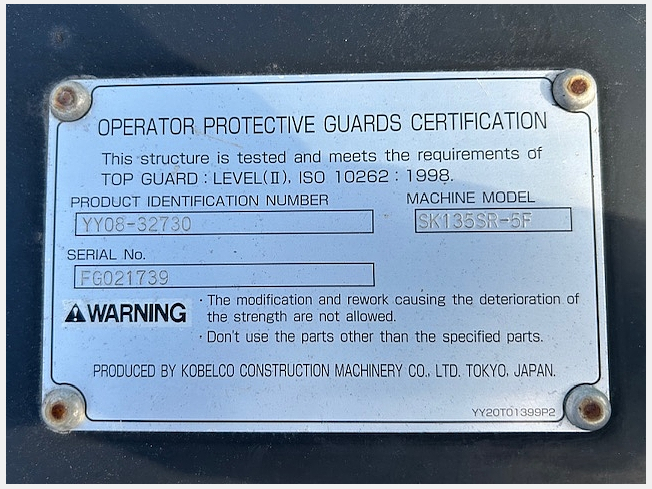 OPERATOR PROTECTIVE GUARDS CERTIFICATION
This structure is tested and meets the requirements of
TOP GUARD : LEVEL(Ⅱ), ISO 10262 : 1998.
PRODUCT IDENTIFICATION NUMBER
MACHINE MODEL
YY08-32730
SK135SR-5F
SERIAL No.
FG021739
WARNING
· The modification and rework causing the deterioration of
the strength are not allowed.
· Don't use the parts other than the specified parts.
PRODUCED BY KOBELCO CONSTRUCTION MACHINERY CO., LTD. TOKYO, JAPAN.
YY20T01399P2